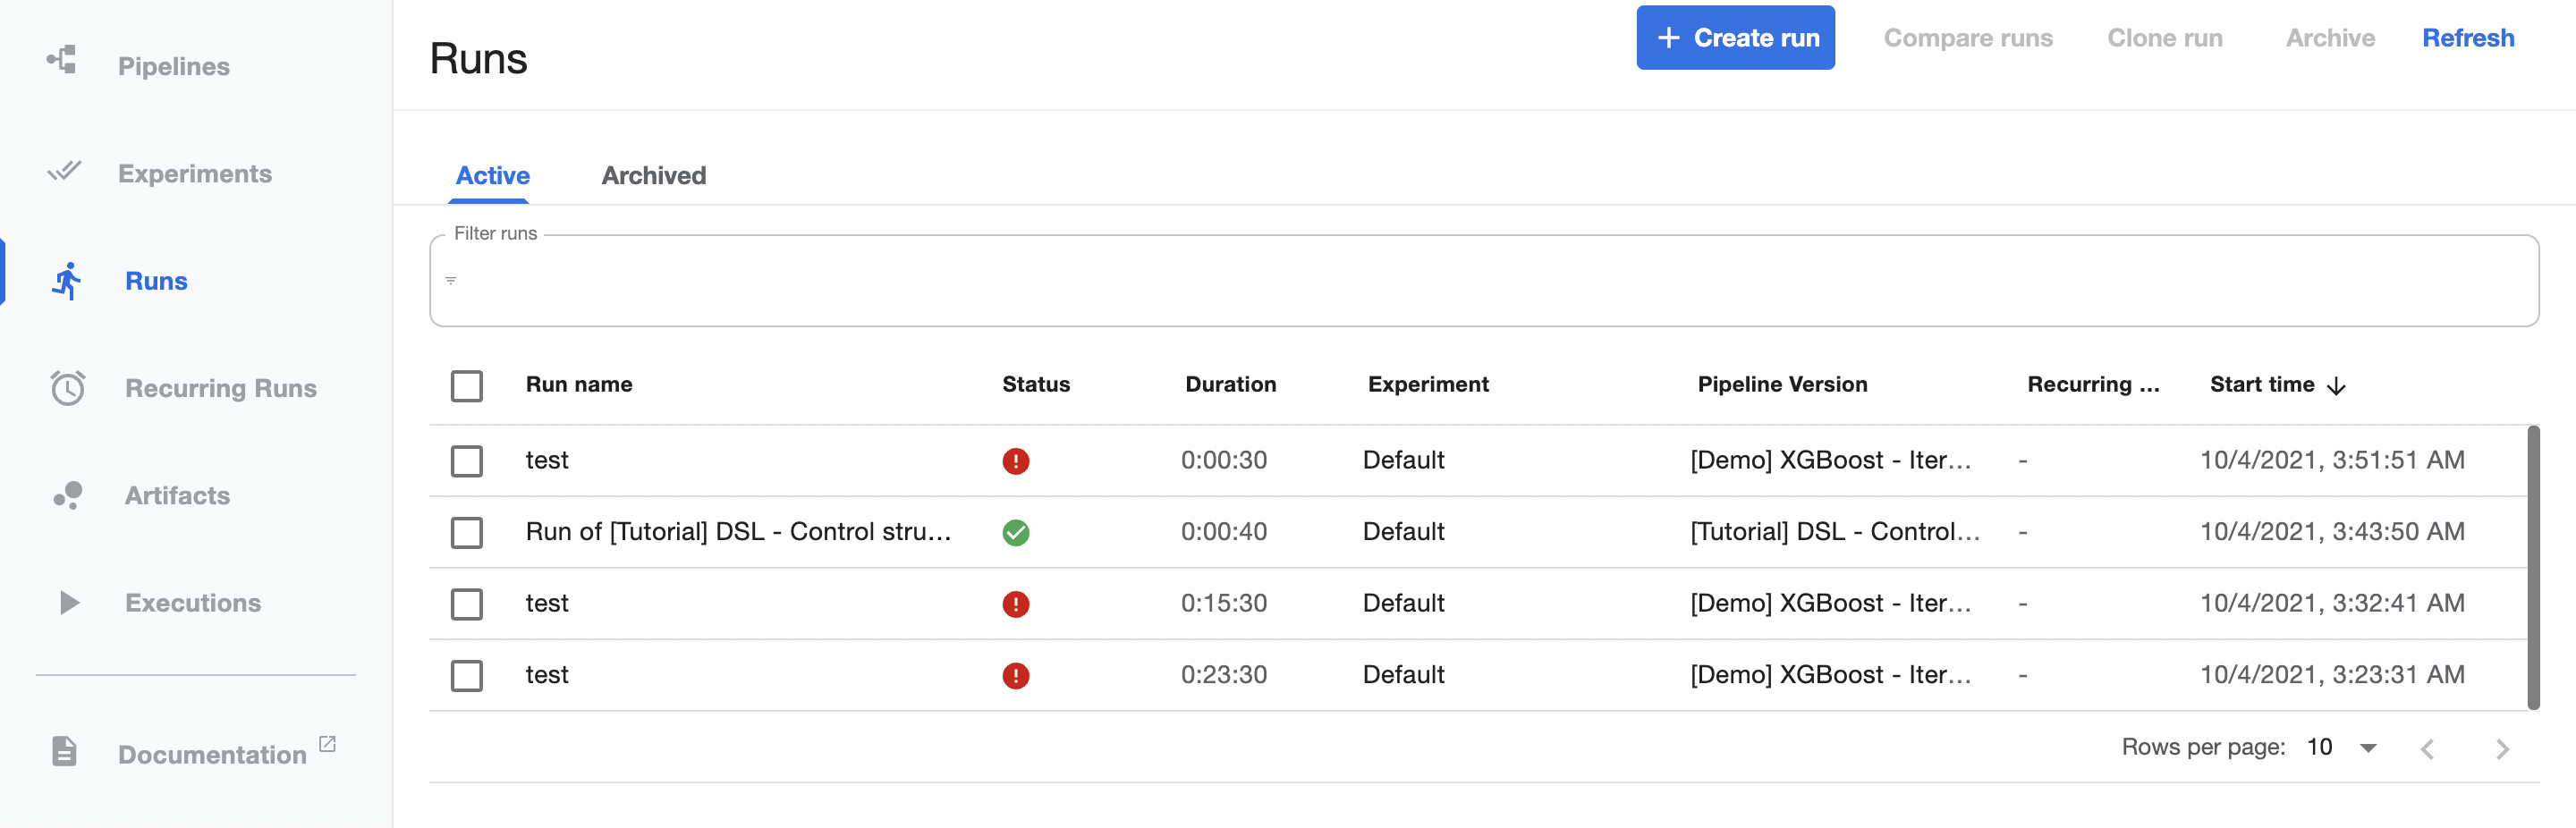 Pipelines
Experiments
Runs
Recurring Runs
Artifacts
Executions
Documentation
Runs
+ Create run Compare runs Clone run Archive Refresh
Active Archived
Filter runs
Run name Status Duration Experiment Pipeline Version Recurring ... Start time ↓
test 0:00:30 Default [Demo] XGBoost - Iter... - 10/4/2021, 3:51:51 AM
Run of [Tutorial] DSL - Control stru... 0:00:40 Default [Tutorial] DSL - Control... - 10/4/2021, 3:43:50 AM
test 0:15:30 Default [Demo] XGBoost - Iter... - 10/4/2021, 3:32:41 AM
test 0:23:30 Default [Demo] XGBoost - Iter... - 10/4/2021, 3:23:31 AM
Rows per page: 10